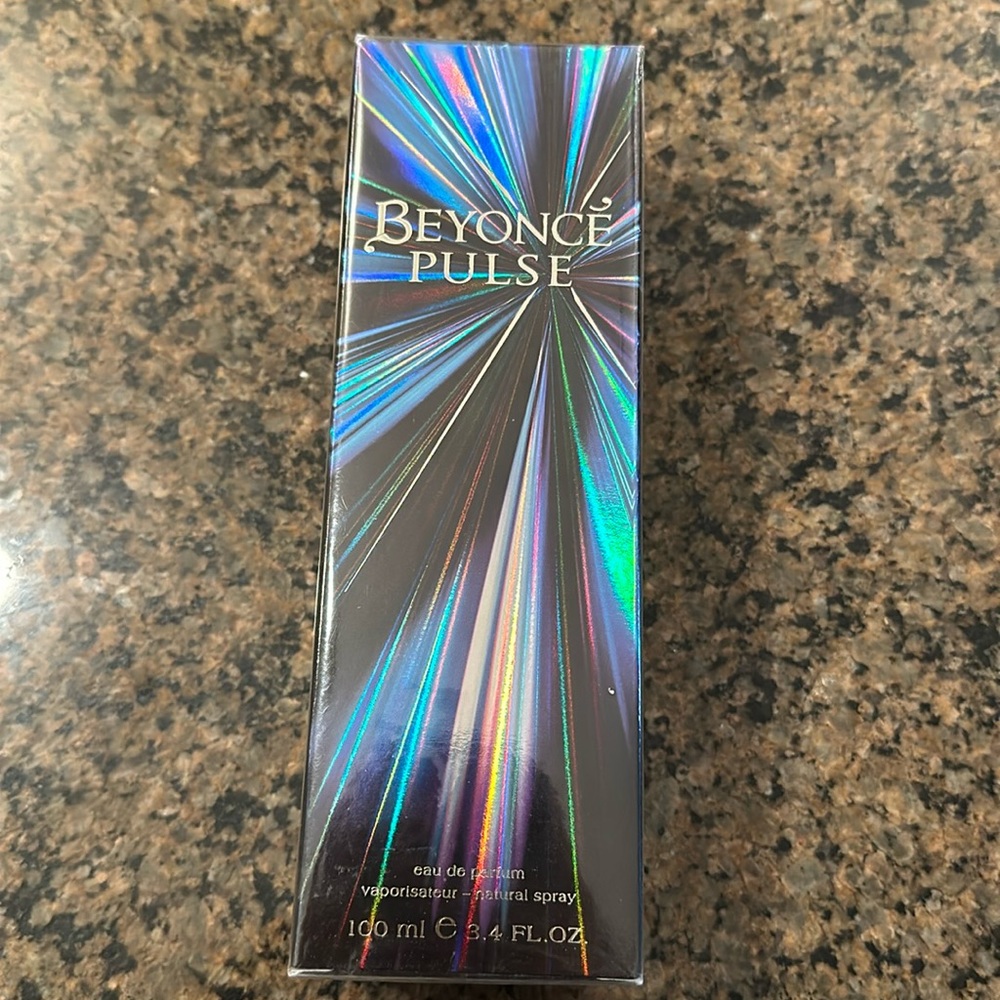 BEYONCÉ
PULSE
eau de parfum
vaporisateur – natural spray
100 ml ℮ 3.4 FL.OZ.